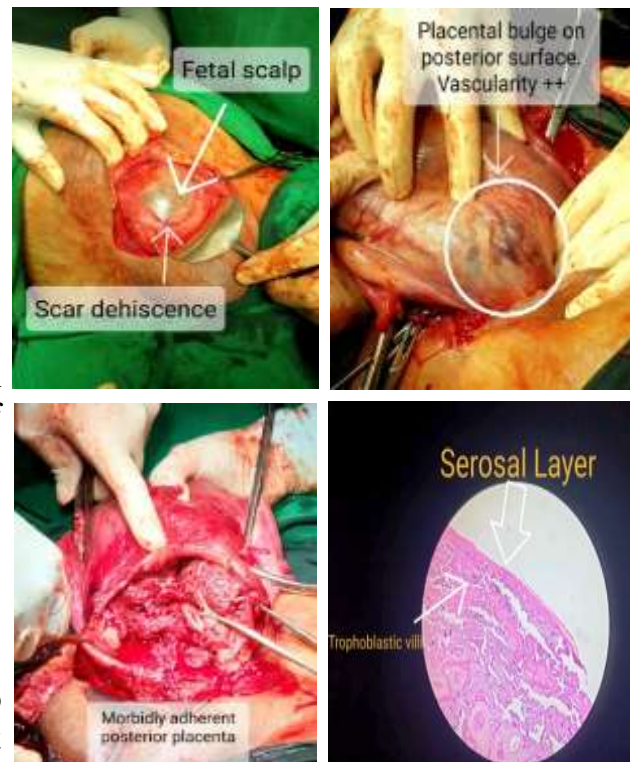 Fetal scalp
Scar dehiscence
Placental bulge on
posterior surface.
Vascularity ++
Morbidly adherent
posterior placenta
Serosal Layer
Trophoblastic villi